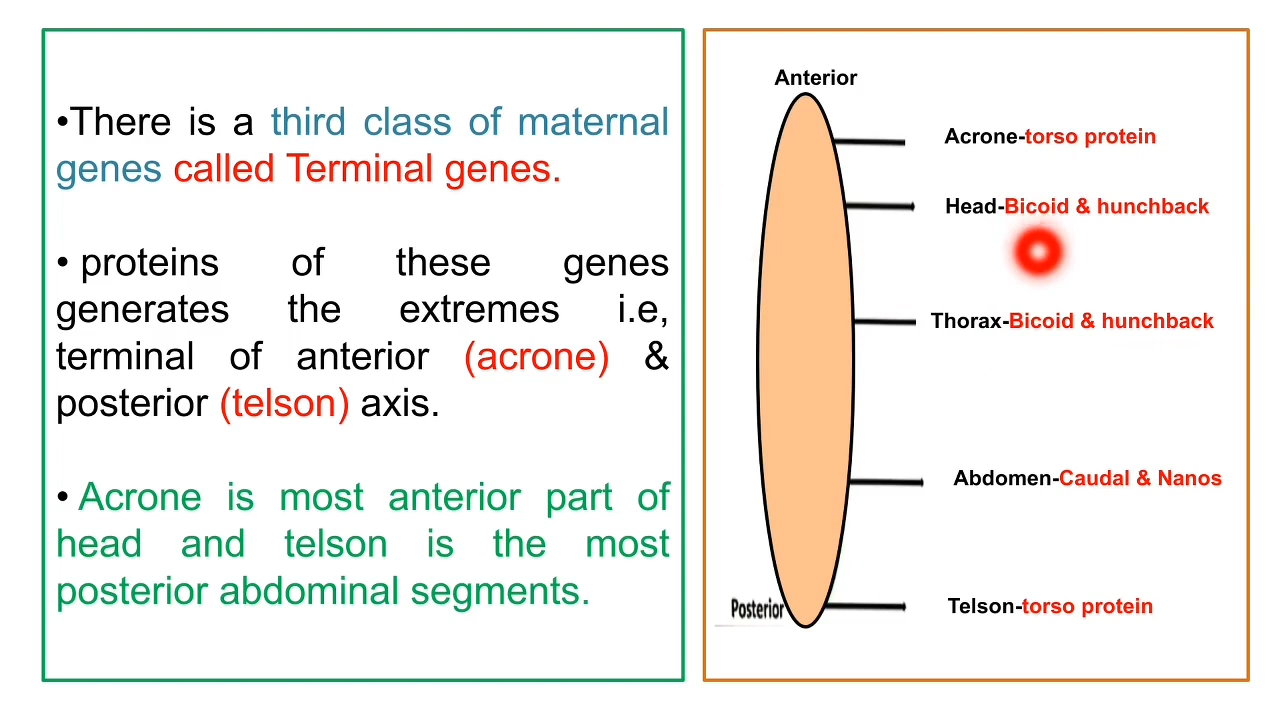 •There is a third class of maternal
genes called Terminal genes.
• proteins of these genes
generates the extremes i.e,
terminal of anterior (acrone) &
posterior (telson) axis.
• Acrone is most anterior part of
head and telson is the most
posterior abdominal segments.
Anterior
Acrone-torso protein
Head-Bicoid & hunchback
Thorax-Bicoid & hunchback
Abdomen-Caudal & Nanos
Posterior
Telson-torso protein